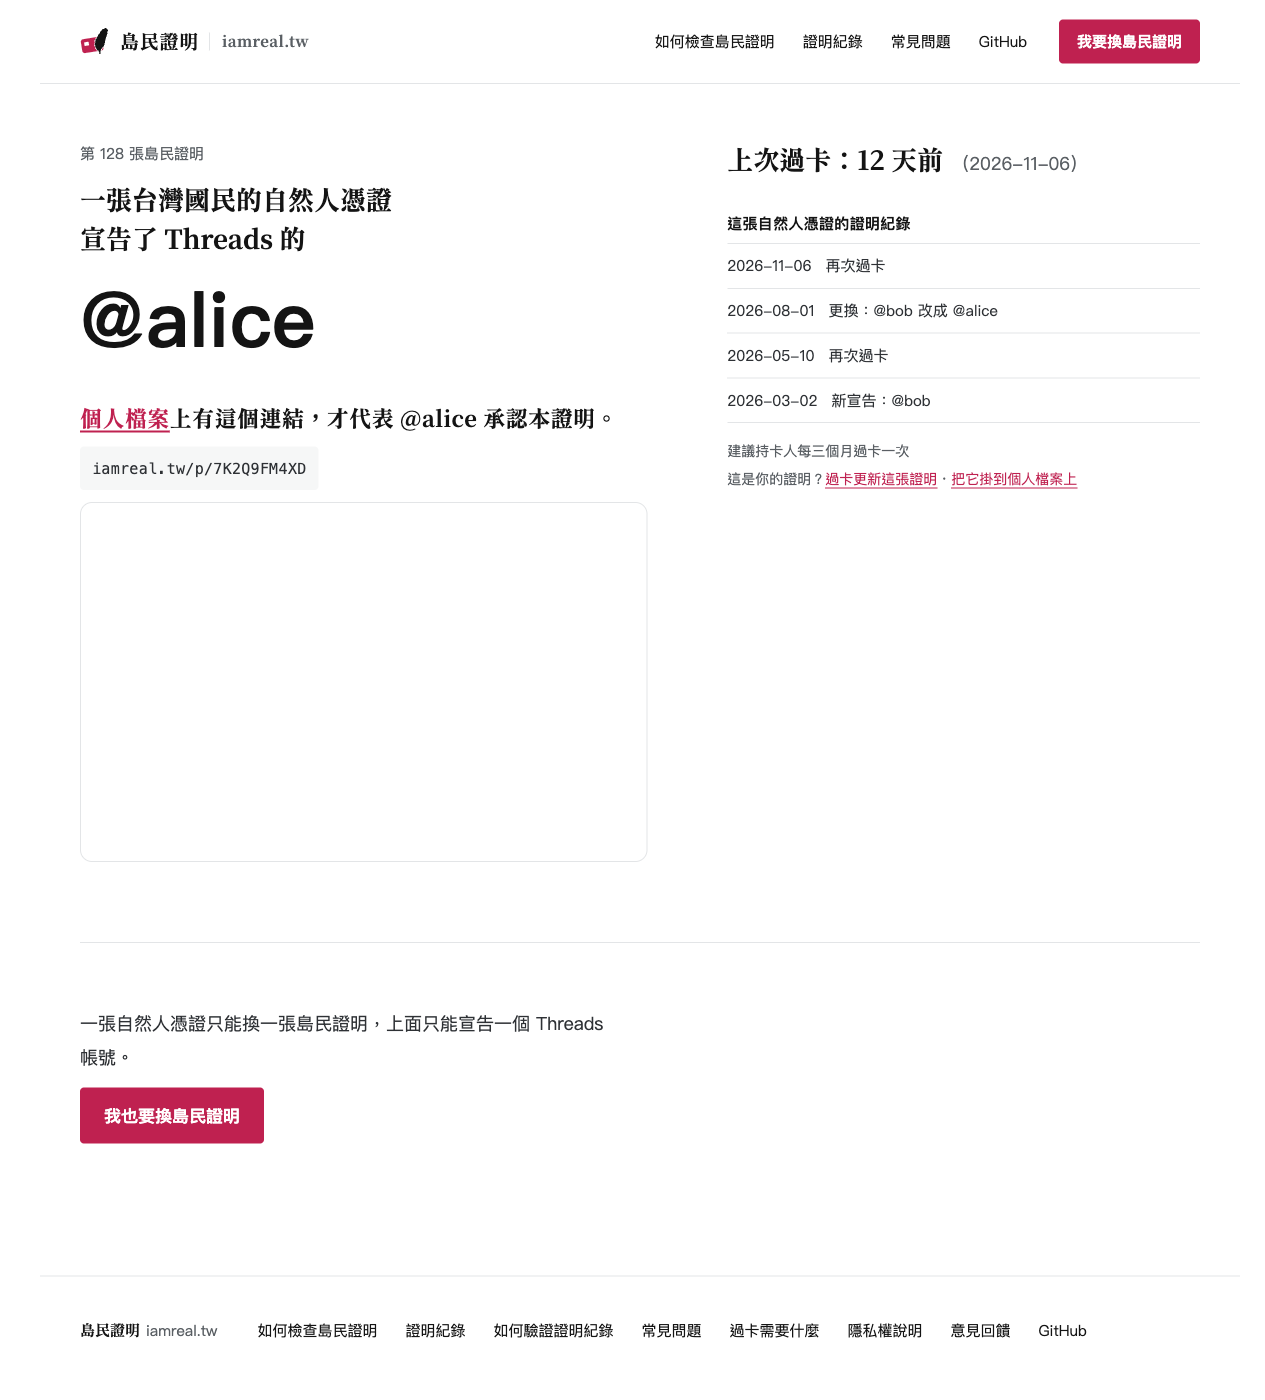 島民證明 iamreal.tw
如何檢查島民證明 證明紀錄 常見問題 GitHub 我要換島民證明
第 128 張島民證明
一張台灣國民的自然人憑證
宣告了 Threads 的
@alice
個人檔案上有這個連結，才代表 @alice 承認本證明。
iamreal.tw/p/7K2Q9FM4XD
上次過卡：12 天前 （2026–11–06）
這張自然人憑證的證明紀錄
2026–11–06 再次過卡
2026–08–01 更換：@bob 改成 @alice
2026–05–10 再次過卡
2026–03–02 新宣告：@bob
建議持卡人每三個月過卡一次
這是你的證明？過卡更新這張證明 · 把它掛到個人檔案上
一張自然人憑證只能換一張島民證明，上面只能宣告一個 Threads
帳號。
我也要換島民證明
島民證明 iamreal.tw 如何檢查島民證明 證明紀錄 如何驗證證明紀錄 常見問題 過卡需要什麼 隱私權說明 意見回饋 GitHub